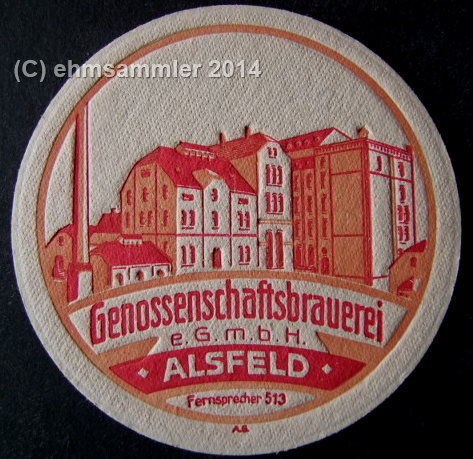 (C) ehmsammler 2014
Genossenschaftsbrauerei
e.G.m.b.H.
ALSFELD
Fernsprecher 513
A.G.